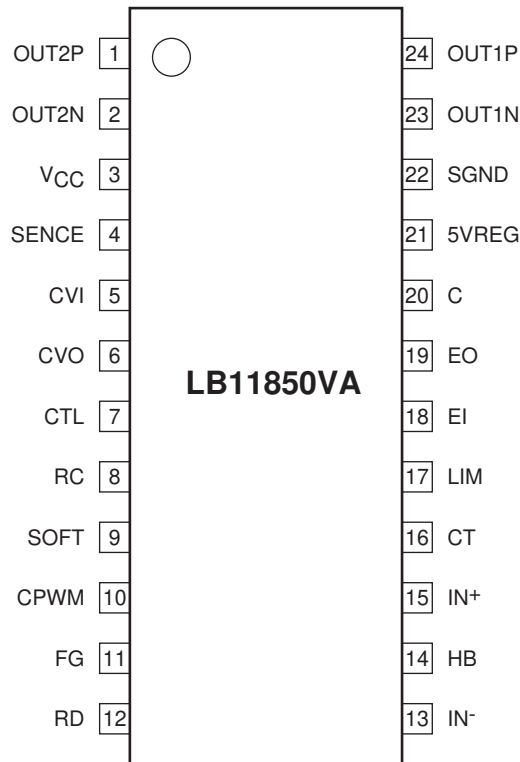 OUT2P 1 24 OUT1P
OUT2N 2 23 OUT1N
VCC 3 22 SGND
SENCE 4 21 5VREG
CVI 5 20 C
CVO 6 19 EO
LB11850VA
CTL 7 18 EI
RC 8 17 LIM
SOFT 9 16 CT
CPWM 10 15 IN+
FG 11 14 HB
RD 12 13 IN-